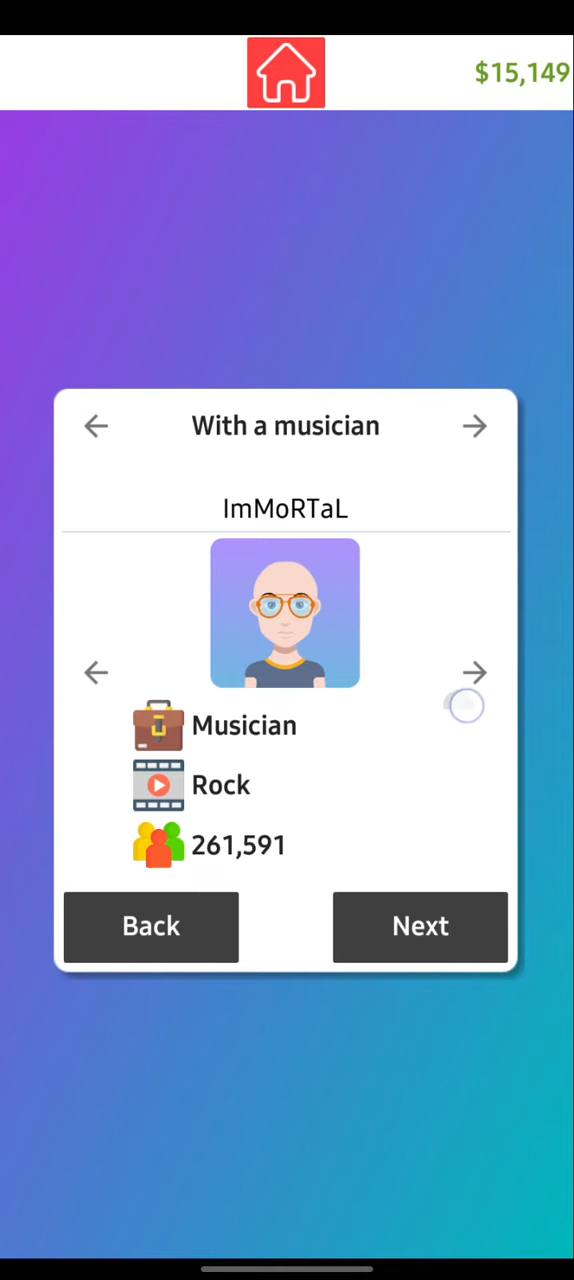 $15,149
With a musician
ImMoRTaL
Musician
Rock
261,591
Back
Next